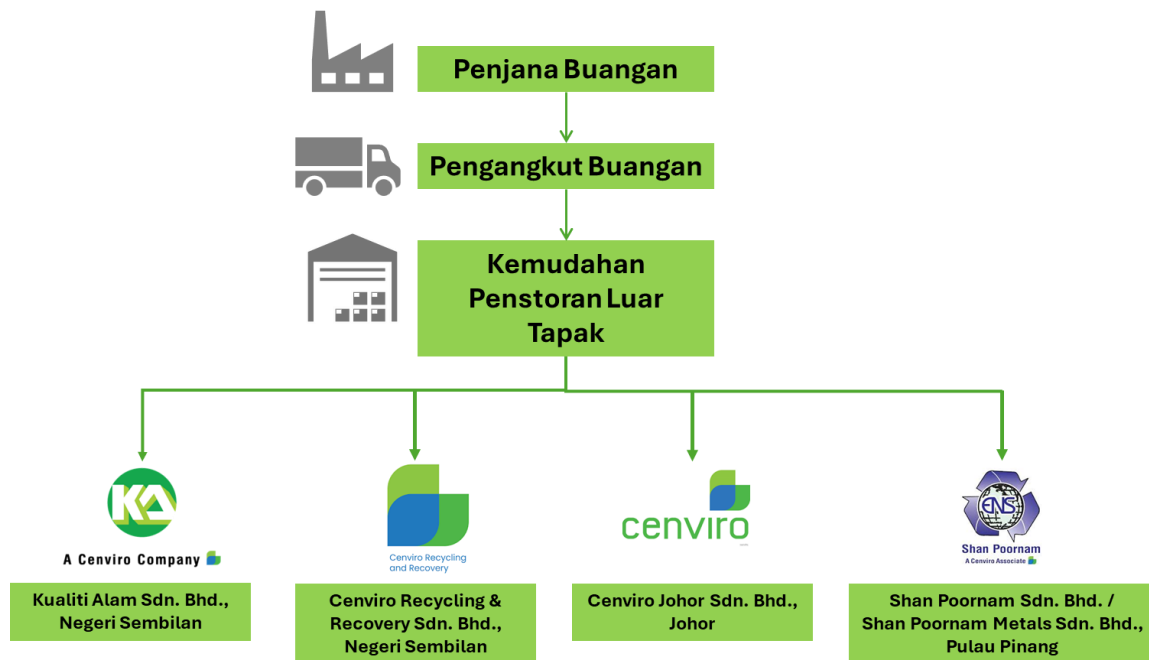 Penjana Buangan
Pengangkut Buangan
Kemudahan
Penstoran Luar
Tapak
KA
A Cenviro Company
Cenviro Recycling
and Recovery
cenviro
ENS
Shan Poornam
A Cenviro Associate
Kualiti Alam Sdn. Bhd.,
Negeri Sembilan
Cenviro Recycling &
Recovery Sdn. Bhd.,
Negeri Sembilan
Cenviro Johor Sdn. Bhd.,
Johor
Shan Poornam Sdn. Bhd. /
Shan Poornam Metals Sdn. Bhd.,
Pulau Pinang